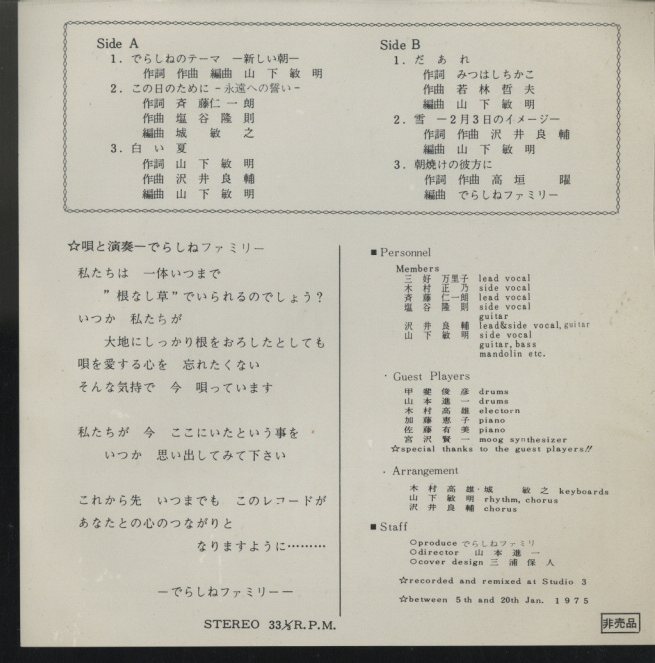 Side A
1. でらしねのテーマ ―新しい朝―
作詞 作曲 編曲 山下敏明
2. この日のために -永遠への誓い-
作詞 斉藤仁一朗
作曲 塩谷隆則
編曲 城敏之
3. 白い夏
作詞 山下敏明
作曲 沢井良輔
編曲 山下敏明
Side B
1. だあれ
作詞 みつはしちかこ
作曲 若林哲夫
編曲 山下敏明
2. 雪 ―2月3日のイメージ―
作詞 作曲 沢井良輔
編曲 山下敏明
3. 朝焼けの彼方に
作詞 作曲 高垣 曜
編曲 でらしねファミリー
☆唄と演奏―でらしねファミリー
私たちは 一体いつまで
"根なし草"でいられるのでしょう?
いつか 私たちが
大地にしっかり根をおろしたとしても
唄を愛する心を 忘れたくない
そんな気持で 今 唄っています
私たちが 今 ここにいたという事を
いつか 思い出してみて下さい
これから先 いつまでも このレコードが
あなたとの心のつながりと
なりますように………
―でらしねファミリー―
■Personnel
Members
三好万里子 lead vocal
木村正乃 side vocal
斉藤仁一朗 lead vocal
塩谷隆則 side vocal
guitar
沢井良輔 lead&side vocal, guitar
山下敏明 side vocal
guitar, bass
mandolin etc.
・Guest Players
甲斐俊彦 drums
山本進一 drums
木村高雄 electorn
加藤恵子 piano
佐藤有美 piano
宮沢賢一 moog synthesizer
☆special thanks to the guest players!!
・Arrangement
木村高雄・城敏之 keyboards
山下敏明 rhythm, chorus
沢井良輔 chorus
■Staff
○produce でらしねファミリ
○director 山本進一
○cover design 三浦保人
☆recorded and remixed at Studio 3
☆between 5th and 20th Jan. 1975
STEREO 33⅓R.P.M.
非売品